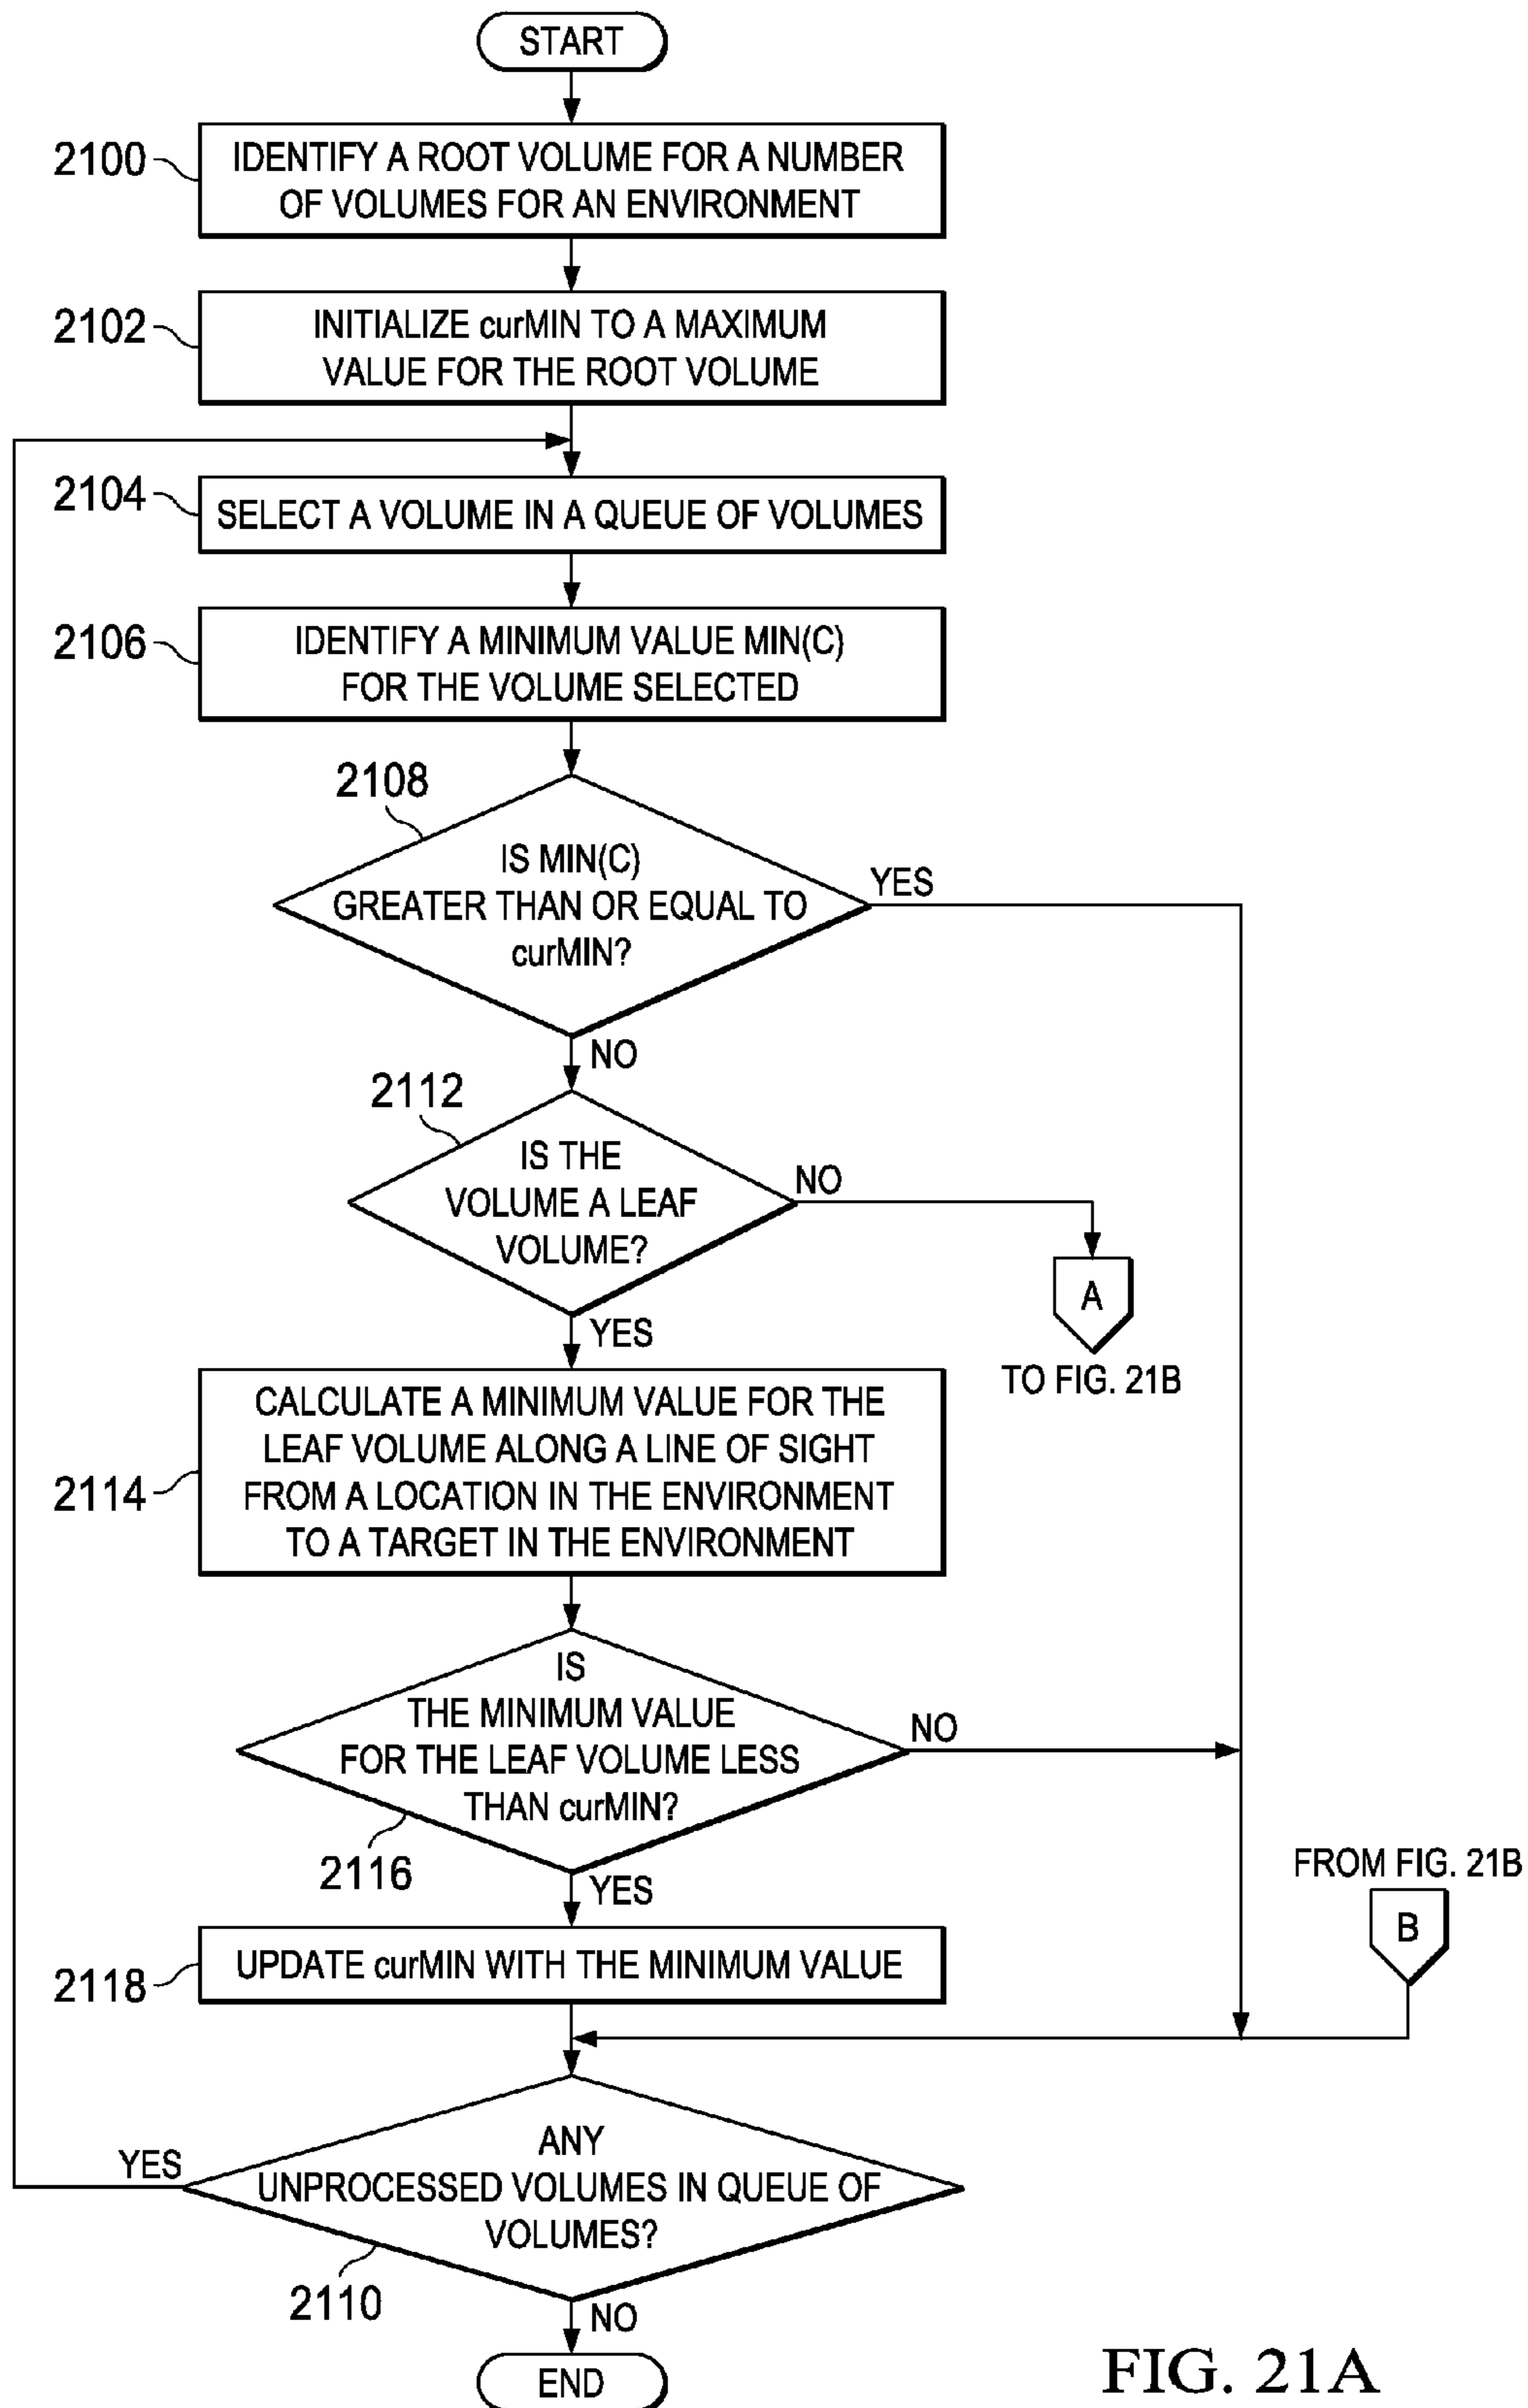 START
2100
IDENTIFY A ROOT VOLUME FOR A NUMBER
OF VOLUMES FOR AN ENVIRONMENT
2102
INITIALIZE curMIN TO A MAXIMUM
VALUE FOR THE ROOT VOLUME
2104
SELECT A VOLUME IN A QUEUE OF VOLUMES
2106
IDENTIFY A MINIMUM VALUE MIN(C)
FOR THE VOLUME SELECTED
2108
IS MIN(C)
GREATER THAN OR EQUAL TO
curMIN?
YES
NO
2112
IS THE
VOLUME A LEAF
VOLUME?
NO
A
TO FIG. 21B
YES
2114
CALCULATE A MINIMUM VALUE FOR THE
LEAF VOLUME ALONG A LINE OF SIGHT
FROM A LOCATION IN THE ENVIRONMENT
TO A TARGET IN THE ENVIRONMENT
IS
THE MINIMUM VALUE
FOR THE LEAF VOLUME LESS
THAN curMIN?
NO
2116
YES
FROM FIG. 21B
B
2118
UPDATE curMIN WITH THE MINIMUM VALUE
YES
ANY
UNPROCESSED VOLUMES IN QUEUE OF
VOLUMES?
2110
NO
END
FIG. 21A